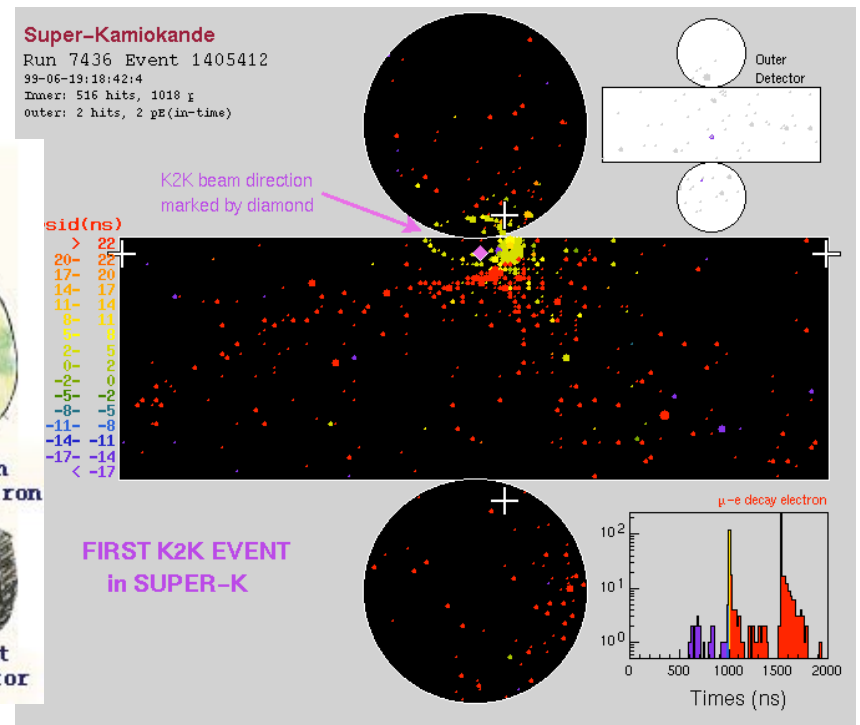 Super-Kamiokande
Run 7436 Event 1405412
99-06-19:18:42:4
Inner: 516 hits, 1018 p
Outer: 2 hits, 2 pE(in-time)
Outer
Detector
K2K beam direction
marked by diamond
sid(ns)
> 22
20- 22
17- 20
14- 17
11- 14
8- 11
5- 8
2- 5
0- 2
-2- 0
-5- -2
-8- -5
-11- -8
-14- -11
-17- -14
< -17
n
ron
t
or
FIRST K2K EVENT
in SUPER-K
μ-e decay electron
10²
10¹
10⁰
0 500 1000 1500 2000
Times (ns)